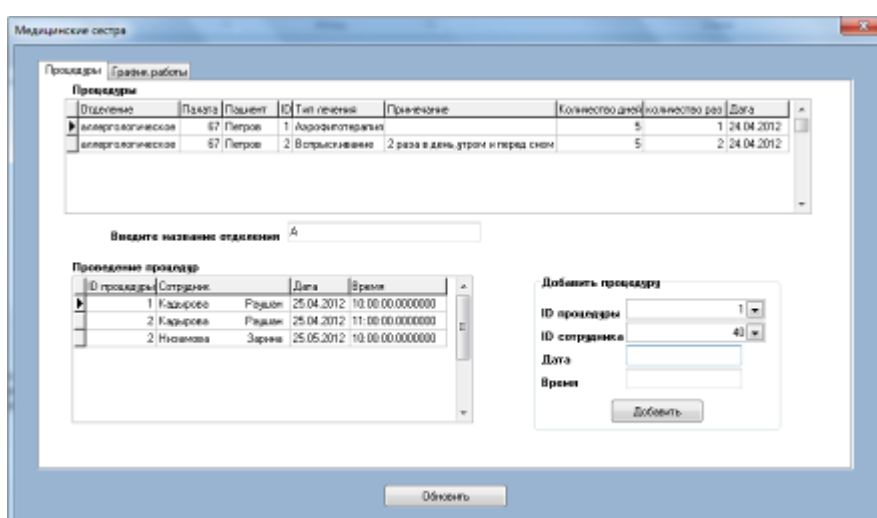 Медицинские сестра
Процедуры График работы
Процедуры
Отделение Палата Пациент ID Тип лечения Примечание Количество дней количество раз Дата
аллергологическое 67 Петров 1 Аэрофитотерапия 5 1 24.04.2012
аллергологическое 67 Петров 2 Вспрыскивание 2 раза в день, утром и перед сном 5 2 24.04.2012
Введите название отделения А
Проведение процедур
ID процедуры Сотрудник Дата Время
1 Кадырова Раушан 25.04.2012 10:00:00.0000000
2 Кадырова Раушан 25.04.2012 11:00:00.0000000
2 Низамова Зарина 25.05.2012 10:00:00.0000000
Добавить процедуру
ID процедуры 1
ID сотрудника 40
Дата
Время
Добавить
Обновить